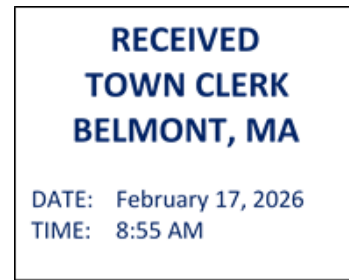 RECEIVED
TOWN CLERK
BELMONT, MA
DATE: February 17, 2026
TIME: 8:55 AM